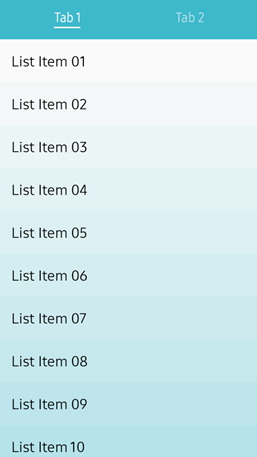 Tab 1 Tab 2
List Item 01
List Item 02
List Item 03
List Item 04
List Item 05
List Item 06
List Item 07
List Item 08
List Item 09
List Item 10